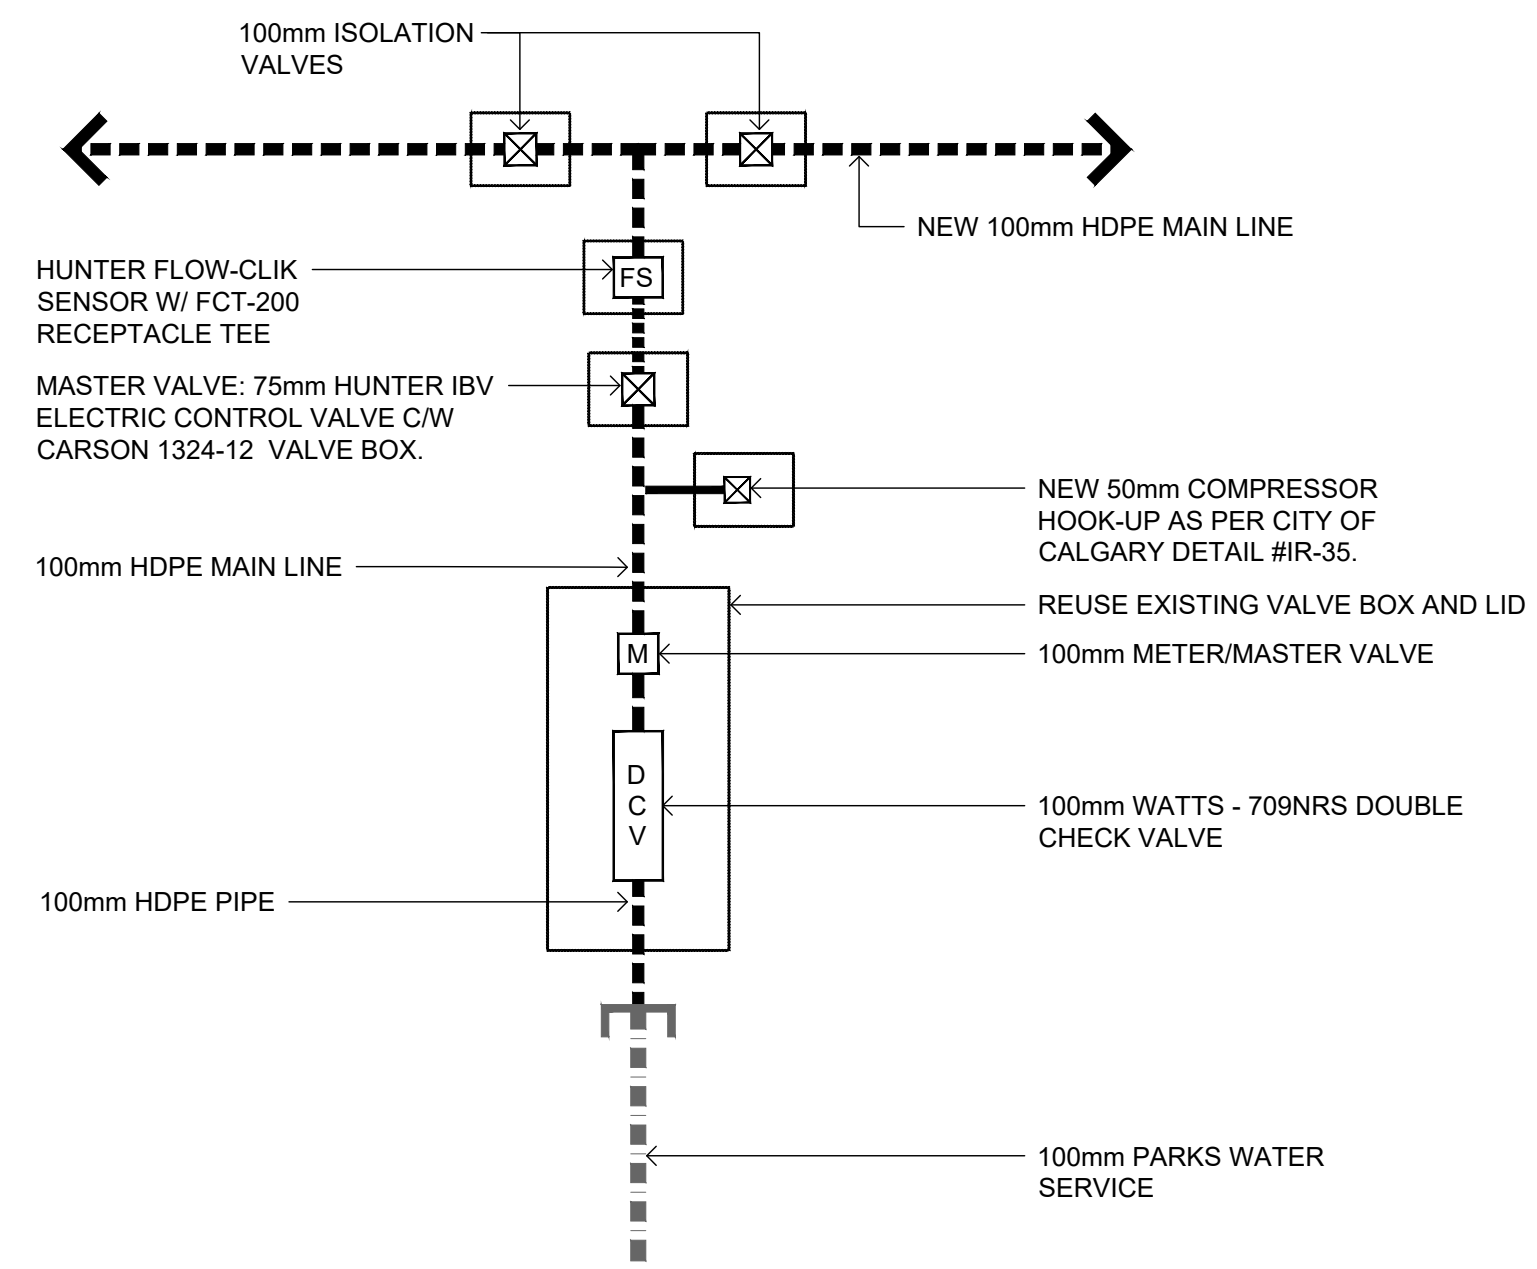 100mm ISOLATION
VALVES
NEW 100mm HDPE MAIN LINE
HUNTER FLOW-CLIK
SENSOR W/ FCT-200
RECEPTACLE TEE
FS
MASTER VALVE: 75mm HUNTER IBV
ELECTRIC CONTROL VALVE C/W
CARSON 1324-12 VALVE BOX.
NEW 50mm COMPRESSOR
HOOK-UP AS PER CITY OF
CALGARY DETAIL #IR-35.
100mm HDPE MAIN LINE
REUSE EXISTING VALVE BOX AND LID
M
100mm METER/MASTER VALVE
D
C
V
100mm WATTS - 709NRS DOUBLE
CHECK VALVE
100mm HDPE PIPE
100mm PARKS WATER
SERVICE